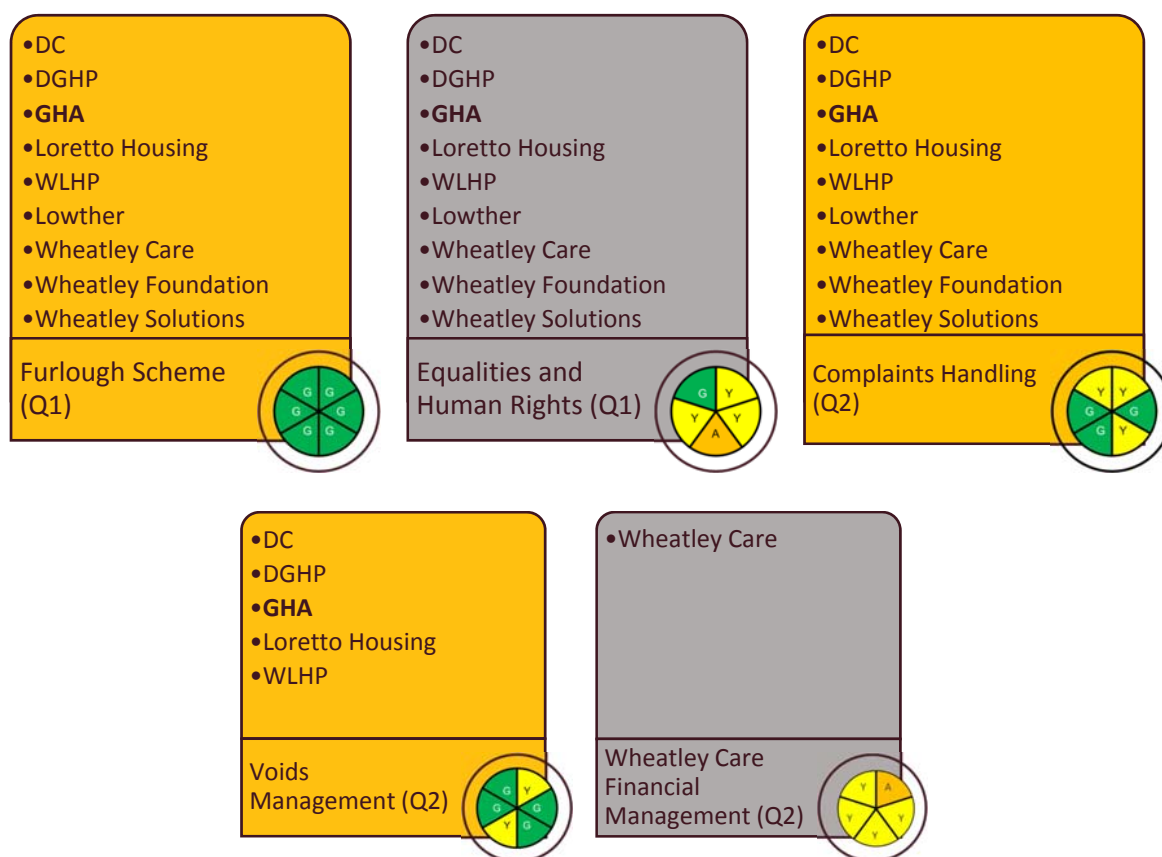 •DC
•DGHP
•GHA
•Loretto Housing
•WLHP
•Lowther
•Wheatley Care
•Wheatley Foundation
•Wheatley Solutions
Furlough Scheme
(Q1)
G G
G G
G G
•DC
•DGHP
•GHA
•Loretto Housing
•WLHP
•Lowther
•Wheatley Care
•Wheatley Foundation
•Wheatley Solutions
Equalities and
Human Rights (Q1)
G Y
Y Y
A
•DC
•DGHP
•GHA
•Loretto Housing
•WLHP
•Lowther
•Wheatley Care
•Wheatley Foundation
•Wheatley Solutions
Complaints Handling
(Q2)
Y Y
G G
G Y
•DC
•DGHP
•GHA
•Loretto Housing
•WLHP
Voids
Management (Q2)
G Y
G G
Y G
•Wheatley Care
Wheatley Care
Financial
Management (Q2)
Y A
Y Y
Y